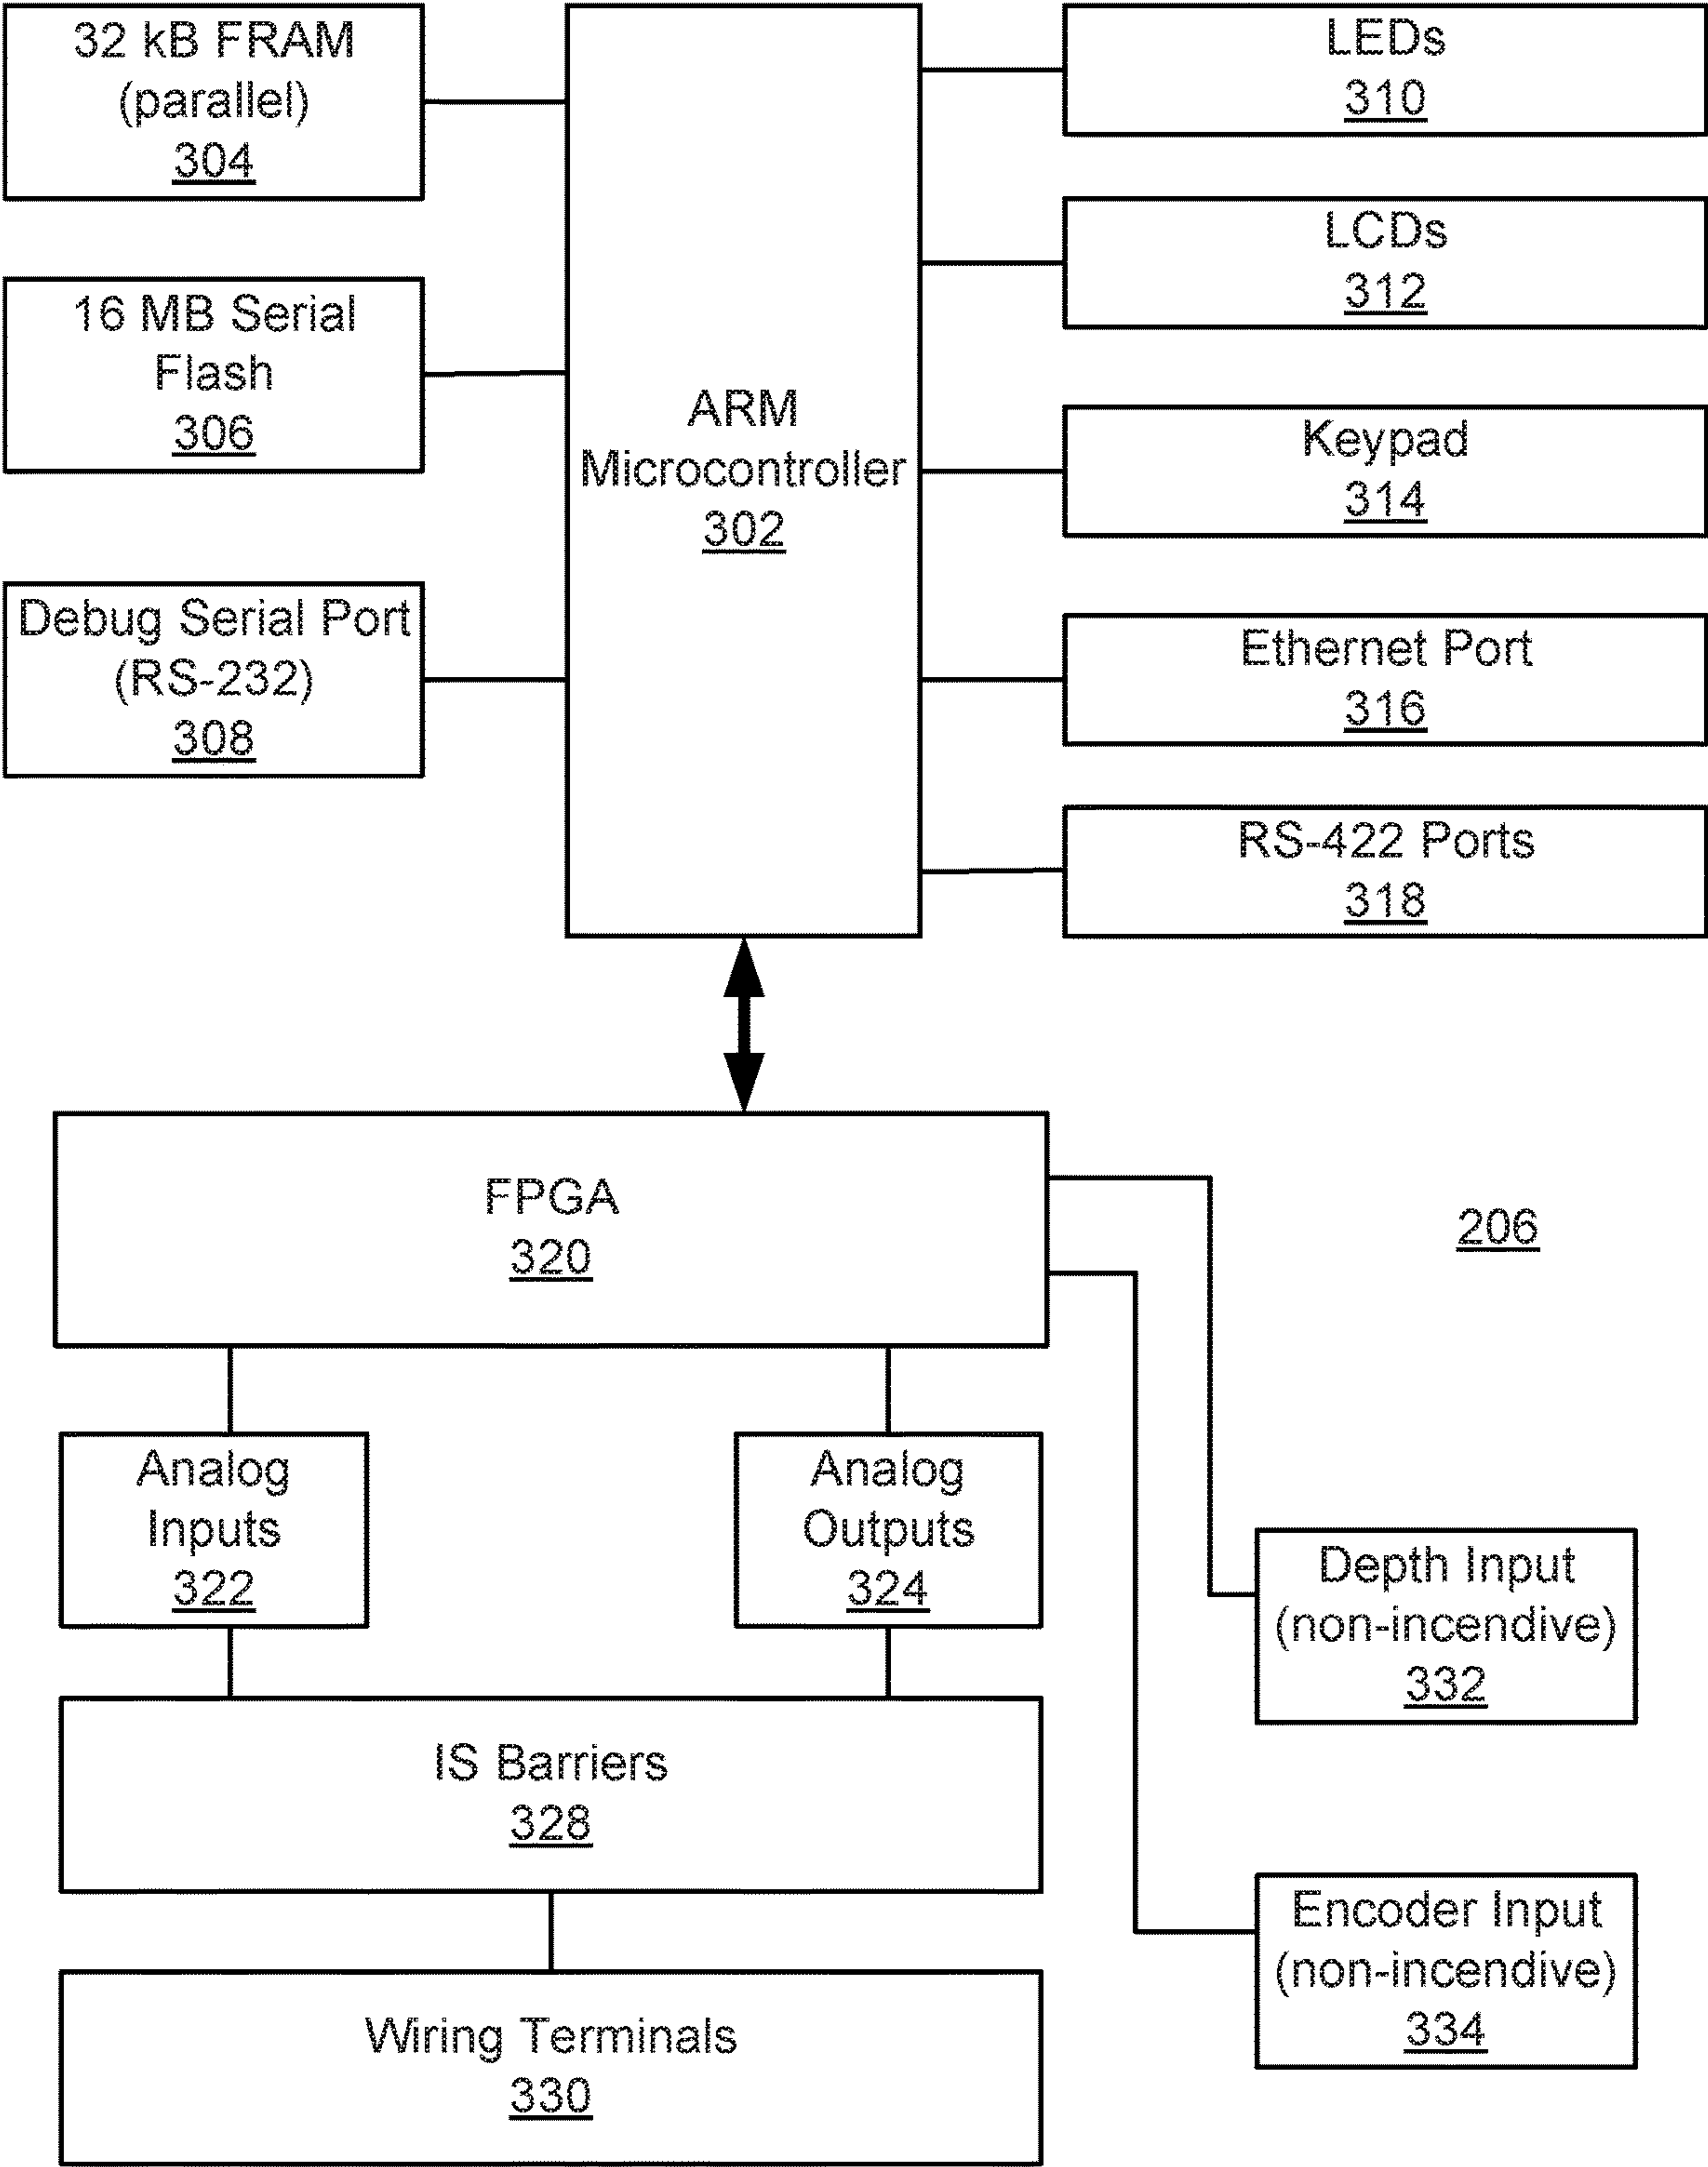 32 kB FRAM
(parallel)
304
16 MB Serial
Flash
306
Debug Serial Port
(RS-232)
308
ARM
Microcontroller
302
LEDs
310
LCDs
312
Keypad
314
Ethernet Port
316
RS-422 Ports
318
FPGA
320
206
Analog
Inputs
322
Analog
Outputs
324
Depth Input
(non-incendive)
332
IS Barriers
328
Encoder Input
(non-incendive)
334
Wiring Terminals
330